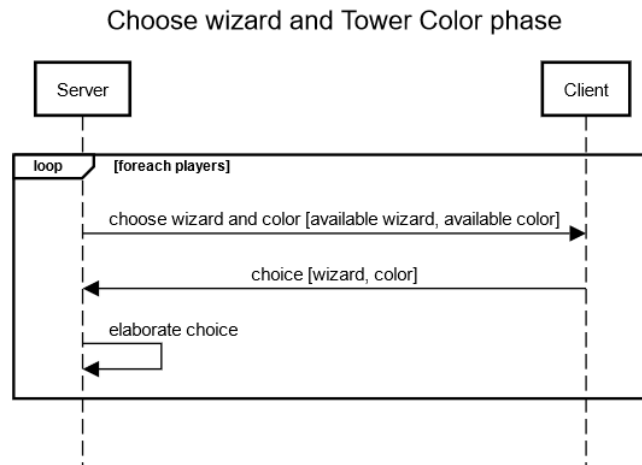 Choose wizard and Tower Color phase
Server
Client
loop
[foreach players]
choose wizard and color [available wizard, available color]
choice [wizard, color]
elaborate choice